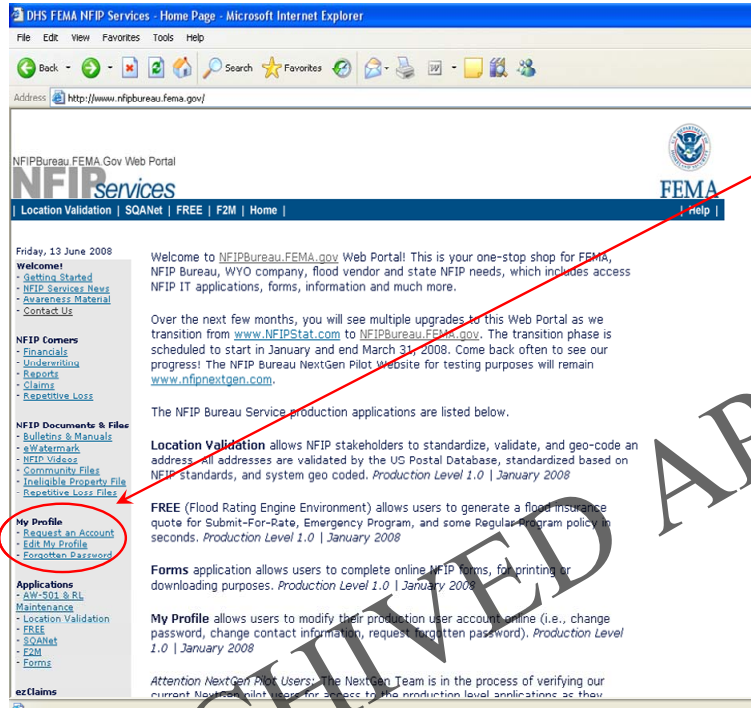 DHS FEMA NFIP Services - Home Page - Microsoft Internet Explorer
File Edit View Favorites Tools Help
Back Search Favorites
Address http://www.nfipbureau.fema.gov/
NFIPBureau.FEMA.Gov Web Portal
NFIPservices
FEMA
| Location Validation | SQANet | FREE | F2M | Home | | Help |
Friday, 13 June 2008
Welcome!
- Getting Started
- NFIP Services News
- Awareness Material
- Contact Us
NFIP Corners
- Financials
- Underwriting
- Reports
- Claims
- Repetitive Loss
NFIP Documents & Files
- Bulletins & Manuals
- eWatermark
- NFIP Videos
- Community Files
- Ineligible Property File
- Repetitive Loss Files
My Profile
- Request an Account
- Edit My Profile
- Forgotten Password
Applications
- AW-501 & RL
Maintenance
- Location Validation
- FREE
- SQANet
- F2M
- Forms
ezClaims
Welcome to NFIPBureau.FEMA.gov Web Portal! This is your one-stop shop for FEMA,
NFIP Bureau, WYO company, flood vendor and state NFIP needs, which includes access
NFIP IT applications, forms, information and much more.
Over the next few months, you will see multiple upgrades to this Web Portal as we
transition from www.NFIPStat.com to NFIPBureau.FEMA.gov. The transition phase is
scheduled to start in January and end March 31, 2008. Come back often to see our
progress! The NFIP Bureau NextGen Pilot Website for testing purposes will remain
www.nfipnextgen.com.
The NFIP Bureau Service production applications are listed below.
Location Validation allows NFIP stakeholders to standardize, validate, and geo-code an
address. All addresses are validated by the US Postal Database, standardized based on
NFIP standards, and system geo coded. Production Level 1.0 | January 2008
FREE (Flood Rating Engine Environment) allows users to generate a flood insurance
quote for Submit-For-Rate, Emergency Program, and some Regular Program policy in
seconds. Production Level 1.0 | January 2008
Forms application allows users to complete online NFIP forms, for printing or
downloading purposes. Production Level 1.0 | January 2008
My Profile allows users to modify their production user account online (i.e., change
password, change contact information, request forgotten password). Production Level
1.0 | January 2008
Attention NextGen Pilot Users: The NextGen Team is in the process of verifying our
current NextGen pilot users for access to the production level applications as they
CHIVED AP